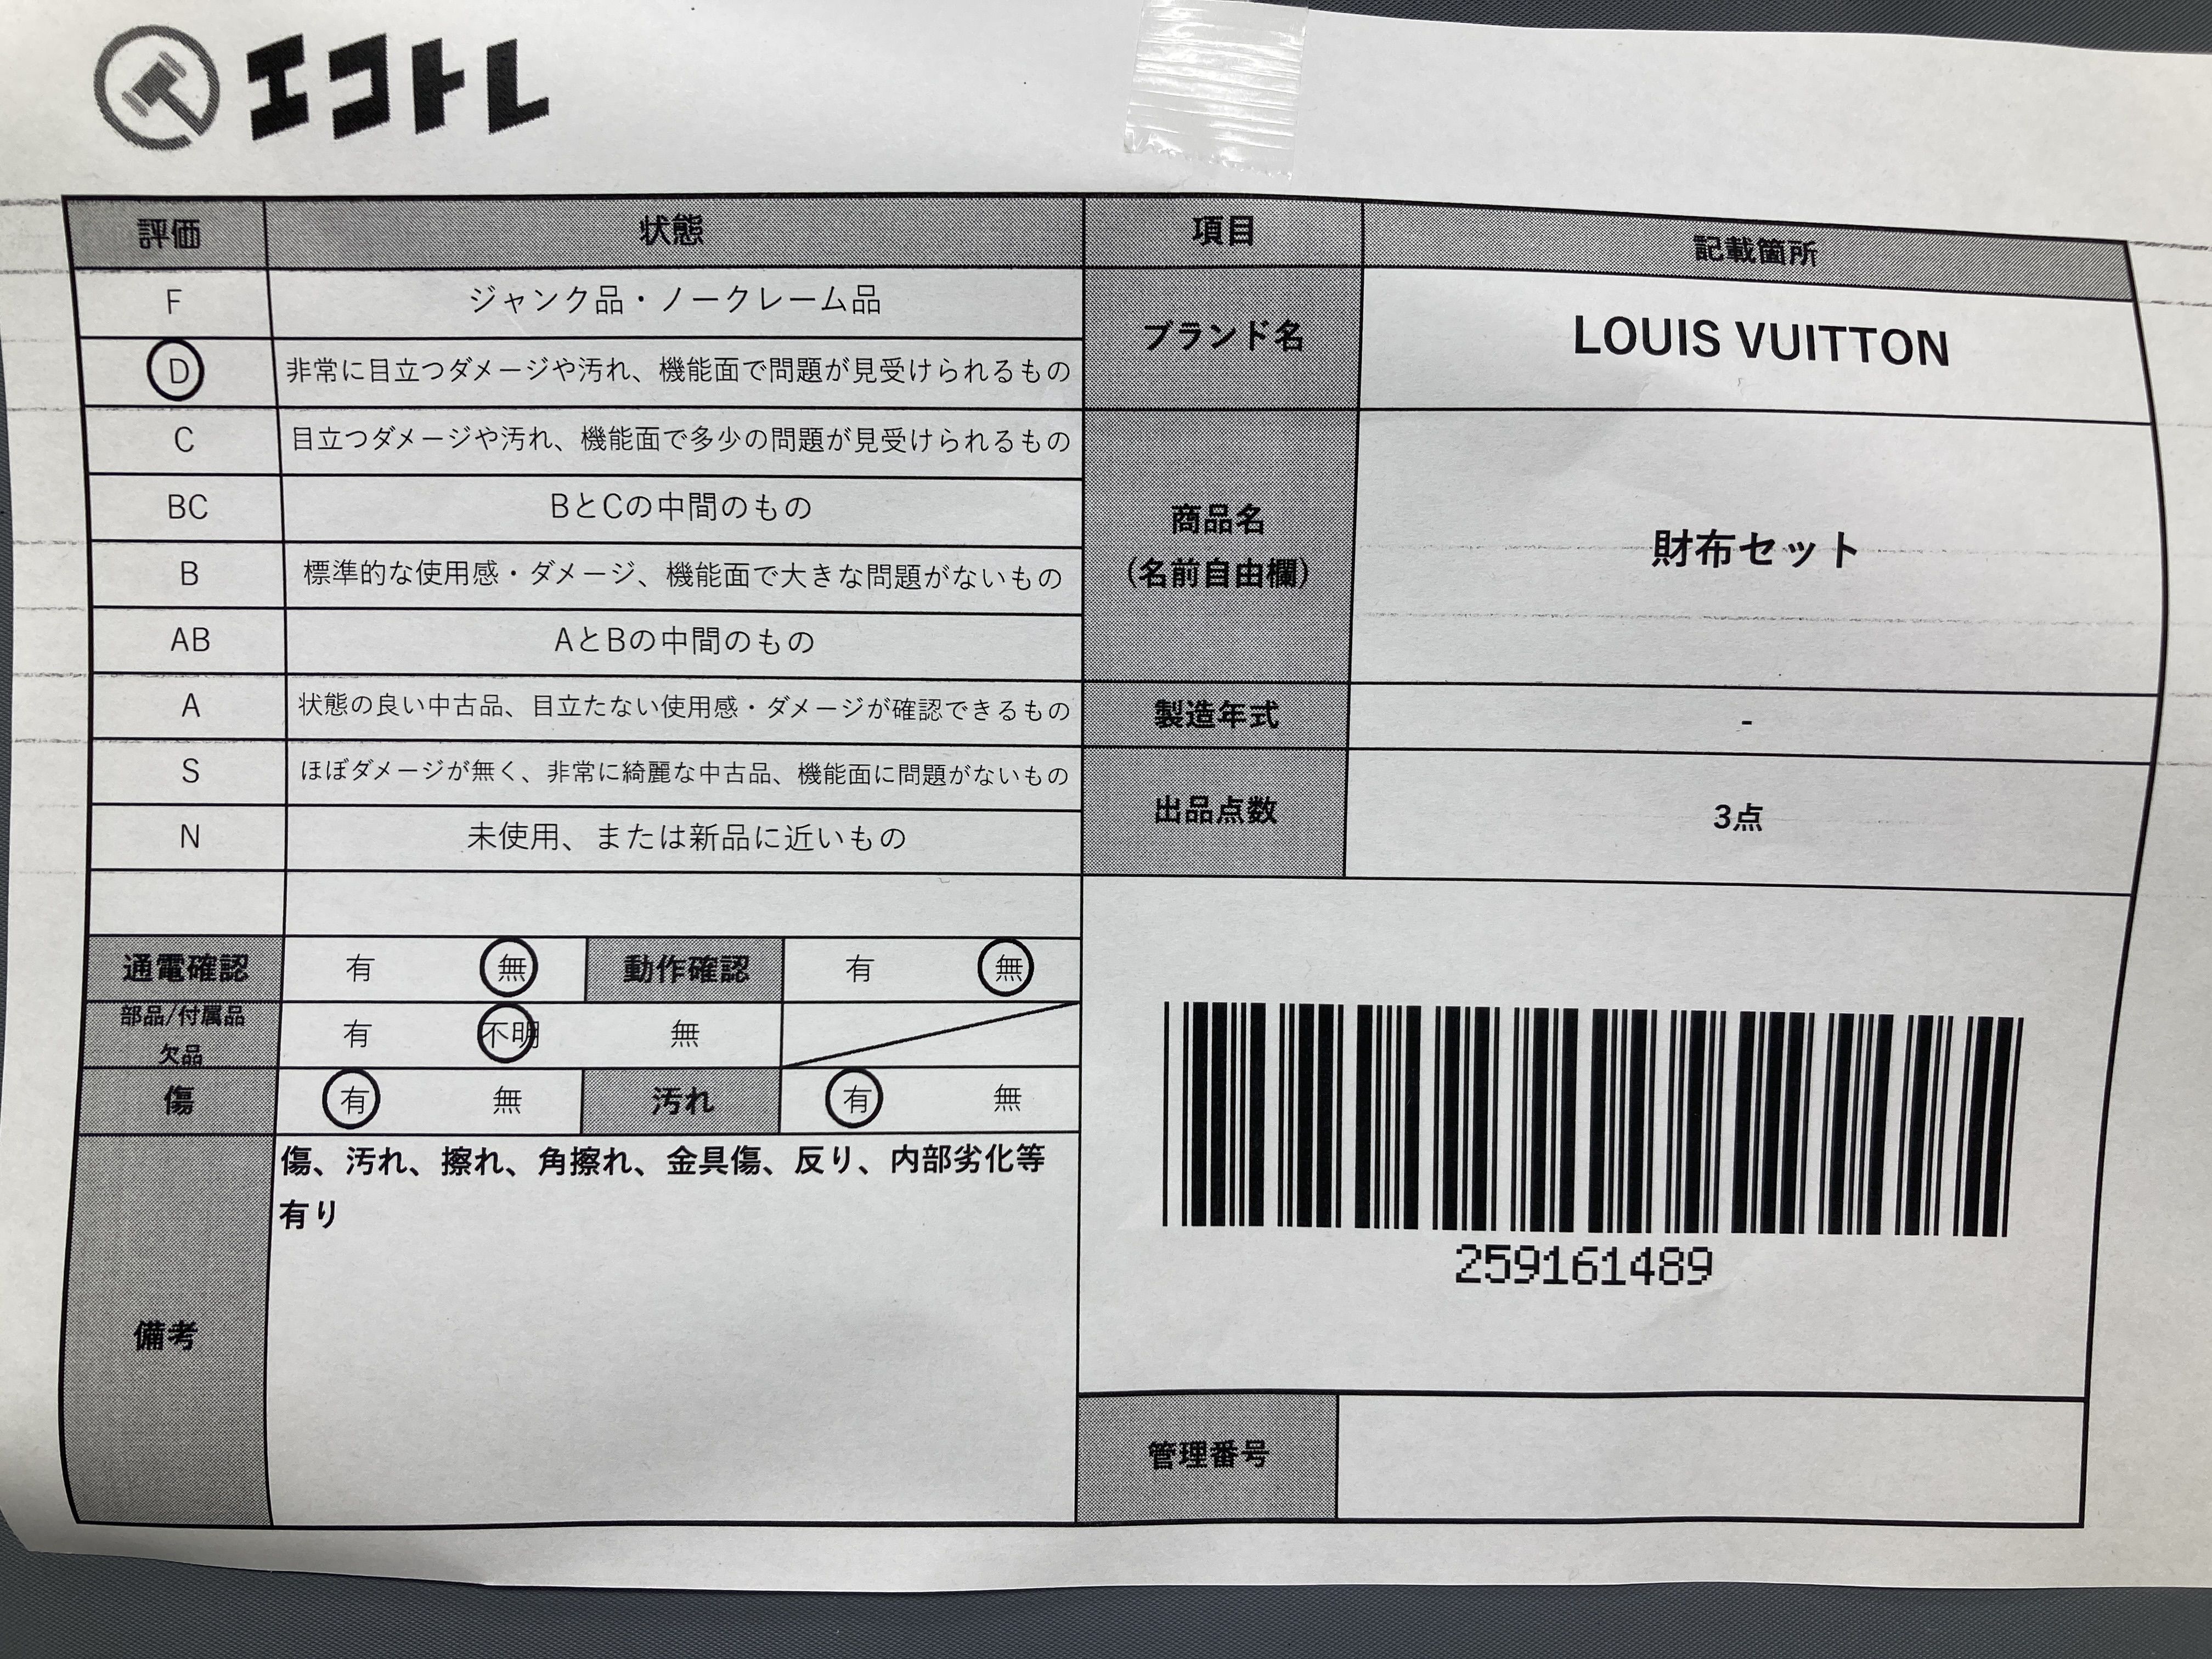 エコトレ
評価 状態 項目 記載箇所
F ジャンク品・ノークレーム品
D 非常に目立つダメージや汚れ、機能面で問題が見受けられるもの
C 目立つダメージや汚れ、機能面で多少の問題が見受けられるもの
BC BとCの中間のもの
B 標準的な使用感・ダメージ、機能面で大きな問題がないもの
AB AとBの中間のもの
A 状態の良い中古品、目立たない使用感・ダメージが確認できるもの
S ほぼダメージが無く、非常に綺麗な中古品、機能面に問題がないもの
N 未使用、または新品に近いもの
ブランド名 LOUIS VUITTON
商品名
(名前自由欄)
財布セット
製造年式 -
出品点数 3点
通電確認 有 無 動作確認 有 無
部品/付属品
欠品
有 不明 無
傷 有 無 汚れ 有 無
備考
傷、汚れ、擦れ、角擦れ、金具傷、反り、内部劣化等
有り
259161489
管理番号